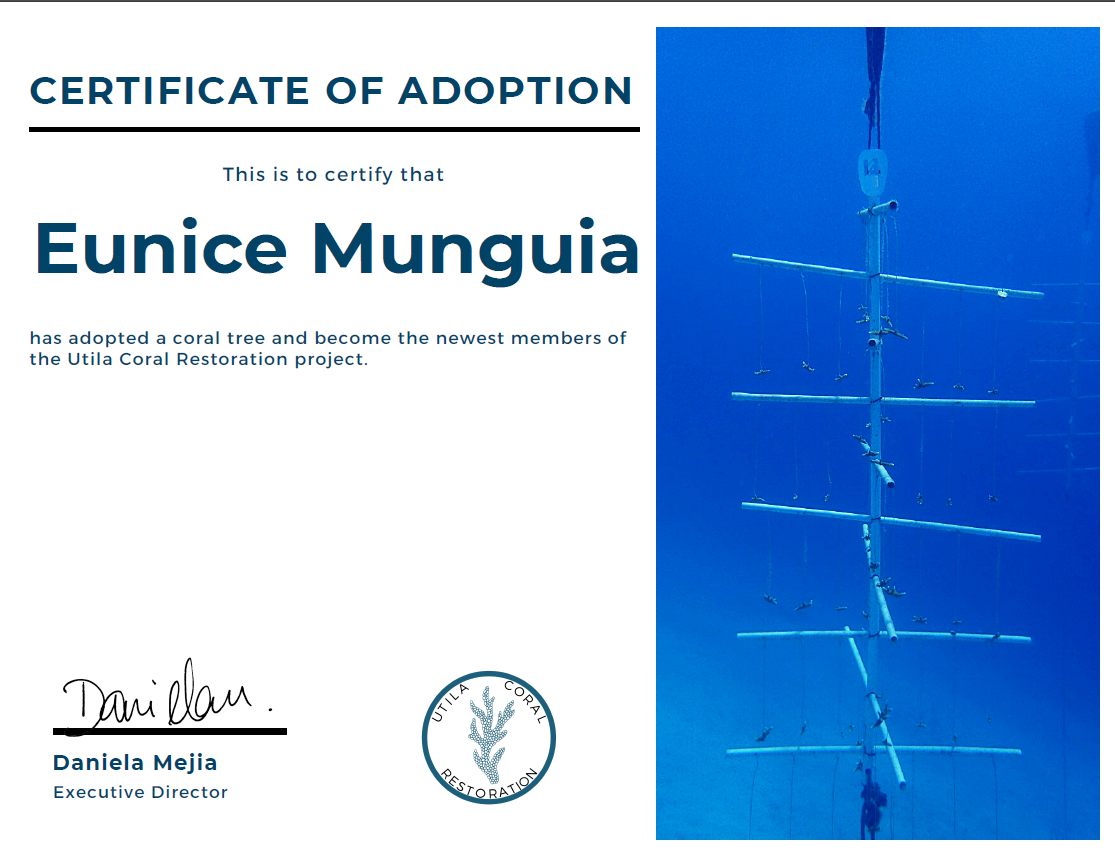 CERTIFICATE OF ADOPTION
This is to certify that
Eunice Munguia
has adopted a coral tree and become the newest members of
the Utila Coral Restoration project.
Daniela Mejia
Executive Director
UTILA CORAL
RESTORATION